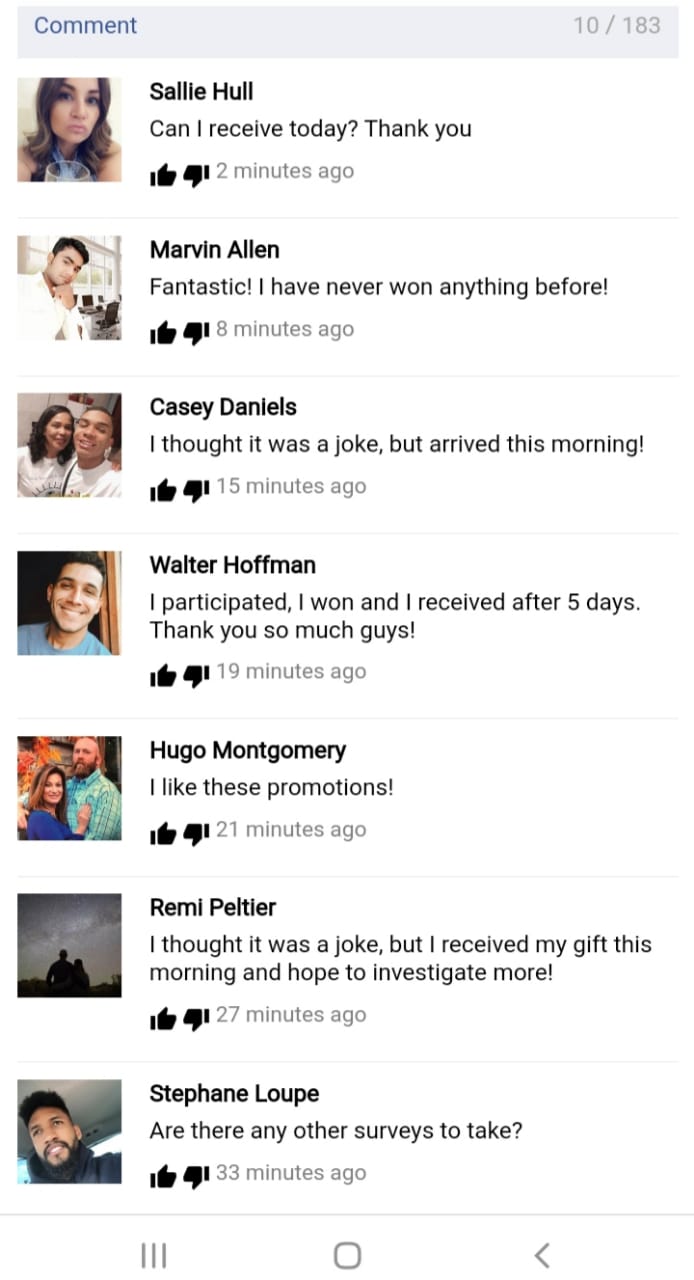 Comment 10 / 183
Sallie Hull
Can I receive today? Thank you
2 minutes ago
Marvin Allen
Fantastic! I have never won anything before!
8 minutes ago
Casey Daniels
I thought it was a joke, but arrived this morning!
15 minutes ago
Walter Hoffman
I participated, I won and I received after 5 days.
Thank you so much guys!
19 minutes ago
Hugo Montgomery
I like these promotions!
21 minutes ago
Remi Peltier
I thought it was a joke, but I received my gift this
morning and hope to investigate more!
27 minutes ago
Stephane Loupe
Are there any other surveys to take?
33 minutes ago